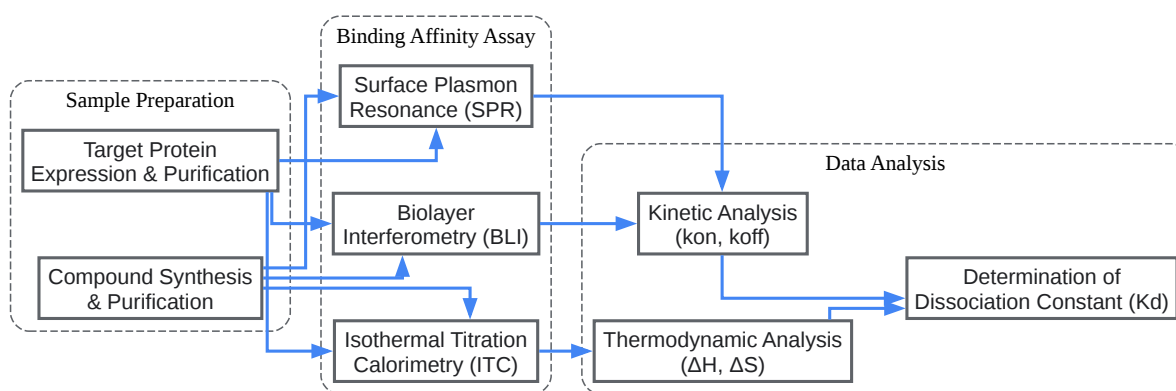 Sample Preparation
Target Protein
Expression & Purification
Compound Synthesis
& Purification
Binding Affinity Assay
Surface Plasmon
Resonance (SPR)
Biolayer
Interferometry (BLI)
Isothermal Titration
Calorimetry (ITC)
Data Analysis
Kinetic Analysis
(kon, koff)
Thermodynamic Analysis
(ΔH, ΔS)
Determination of
Dissociation Constant (Kd)